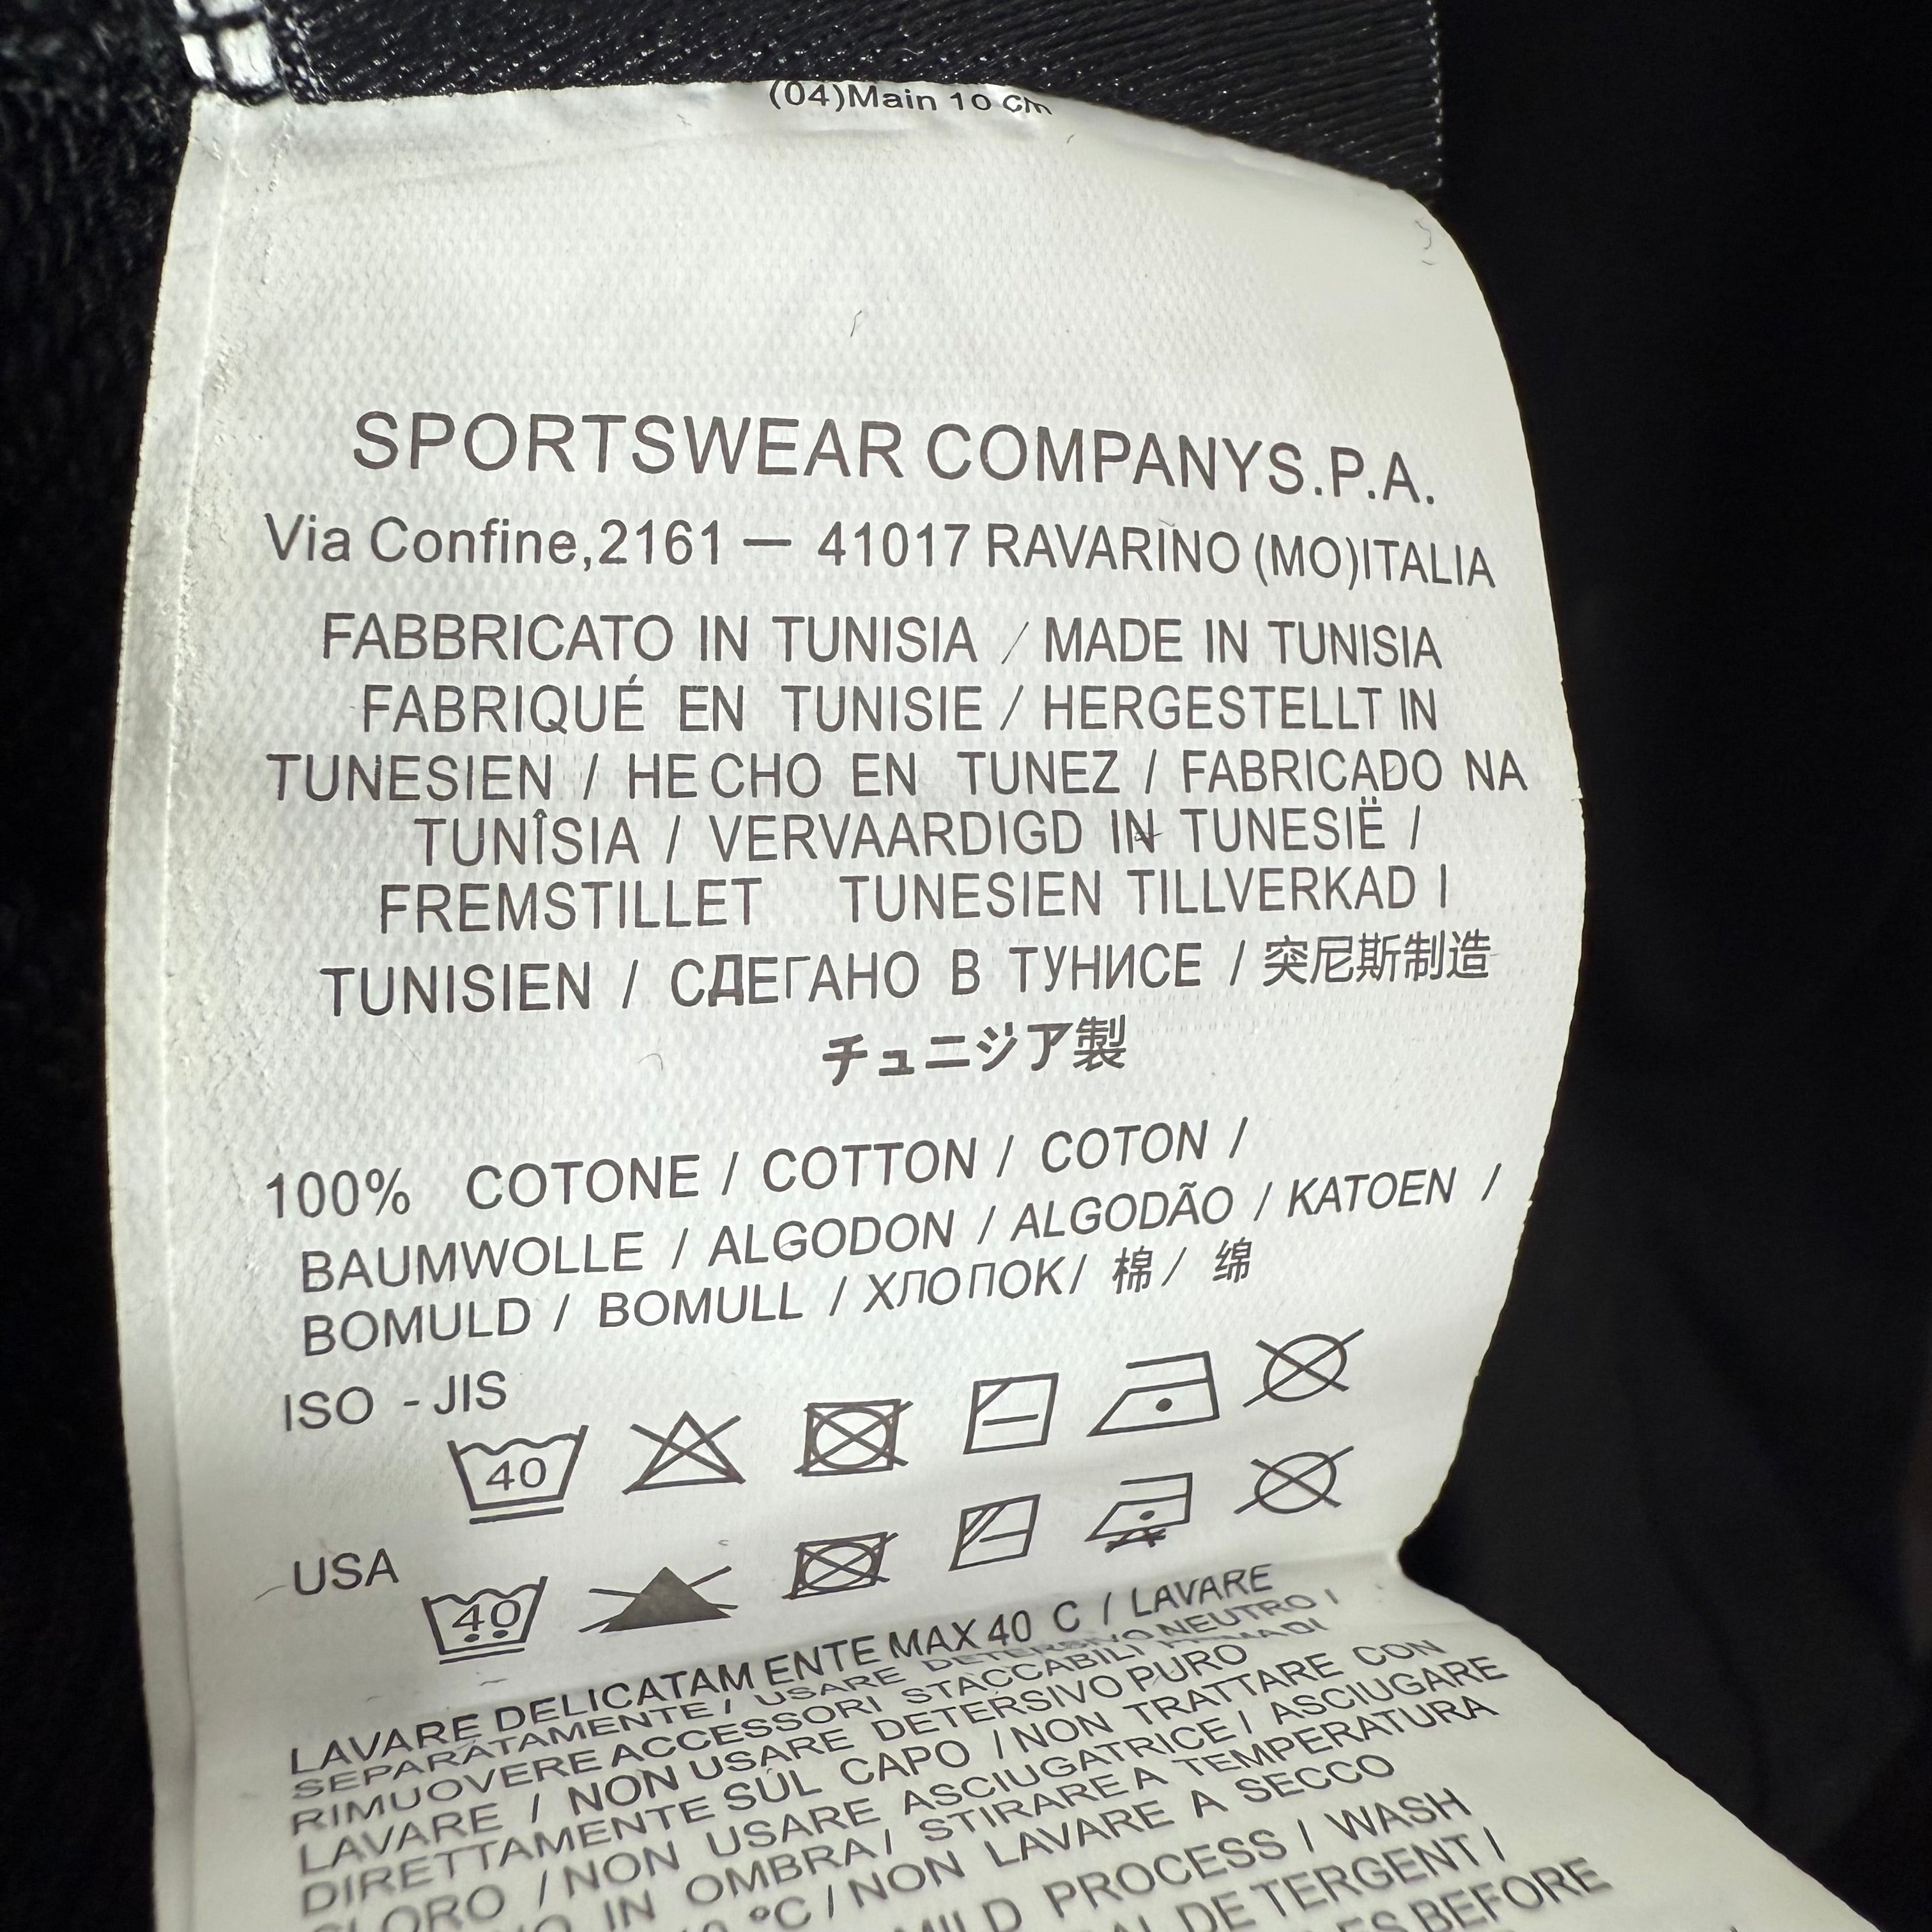 (04)Main 10 cm
SPORTSWEAR COMPANYS.P.A.
Via Confine,2161 — 41017 RAVARINO (MO)ITALIA
FABBRICATO IN TUNISIA / MADE IN TUNISIA
FABRIQUÉ EN TUNISIE / HERGESTELLT IN
TUNESIEN / HE CHO EN TUNEZ / FABRICADO NA
TUNÎSIA / VERVAARDIGD IN TUNESIË /
FREMSTILLET TUNESIEN TILLVERKAD I
TUNISIEN / СДЕГАНО В ТУНИСЕ / 突尼斯制造
チュニジア製
100% COTONE / COTTON / COTON /
BAUMWOLLE / ALGODON / ALGODÃO / KATOEN /
BOMULD / BOMULL / ХЛОПОК/ 棉/ 绵
ISO - JIS
40
USA
40
LAVARE DELICATAM ENTE MAX 40 C / LAVARE
SEPARATAMENTE / USARE DETERSIVO NEUTRO I
RIMUOVERE ACCESSORI STACCABILI PRIMA DI
LAVARE / NON USARE DETERSIVO PURO
DIRETTAMENTE SUL CAPO / NON TRATTARE CON
CLORO / NON USARE ASCIUGATRICE I ASCIUGARE
IN OMBRA I STIRARE A TEMPERATURA
°C / NON LAVARE A SECCO
MILD PROCESS I WASH
DE TERGENT I
BEFORE